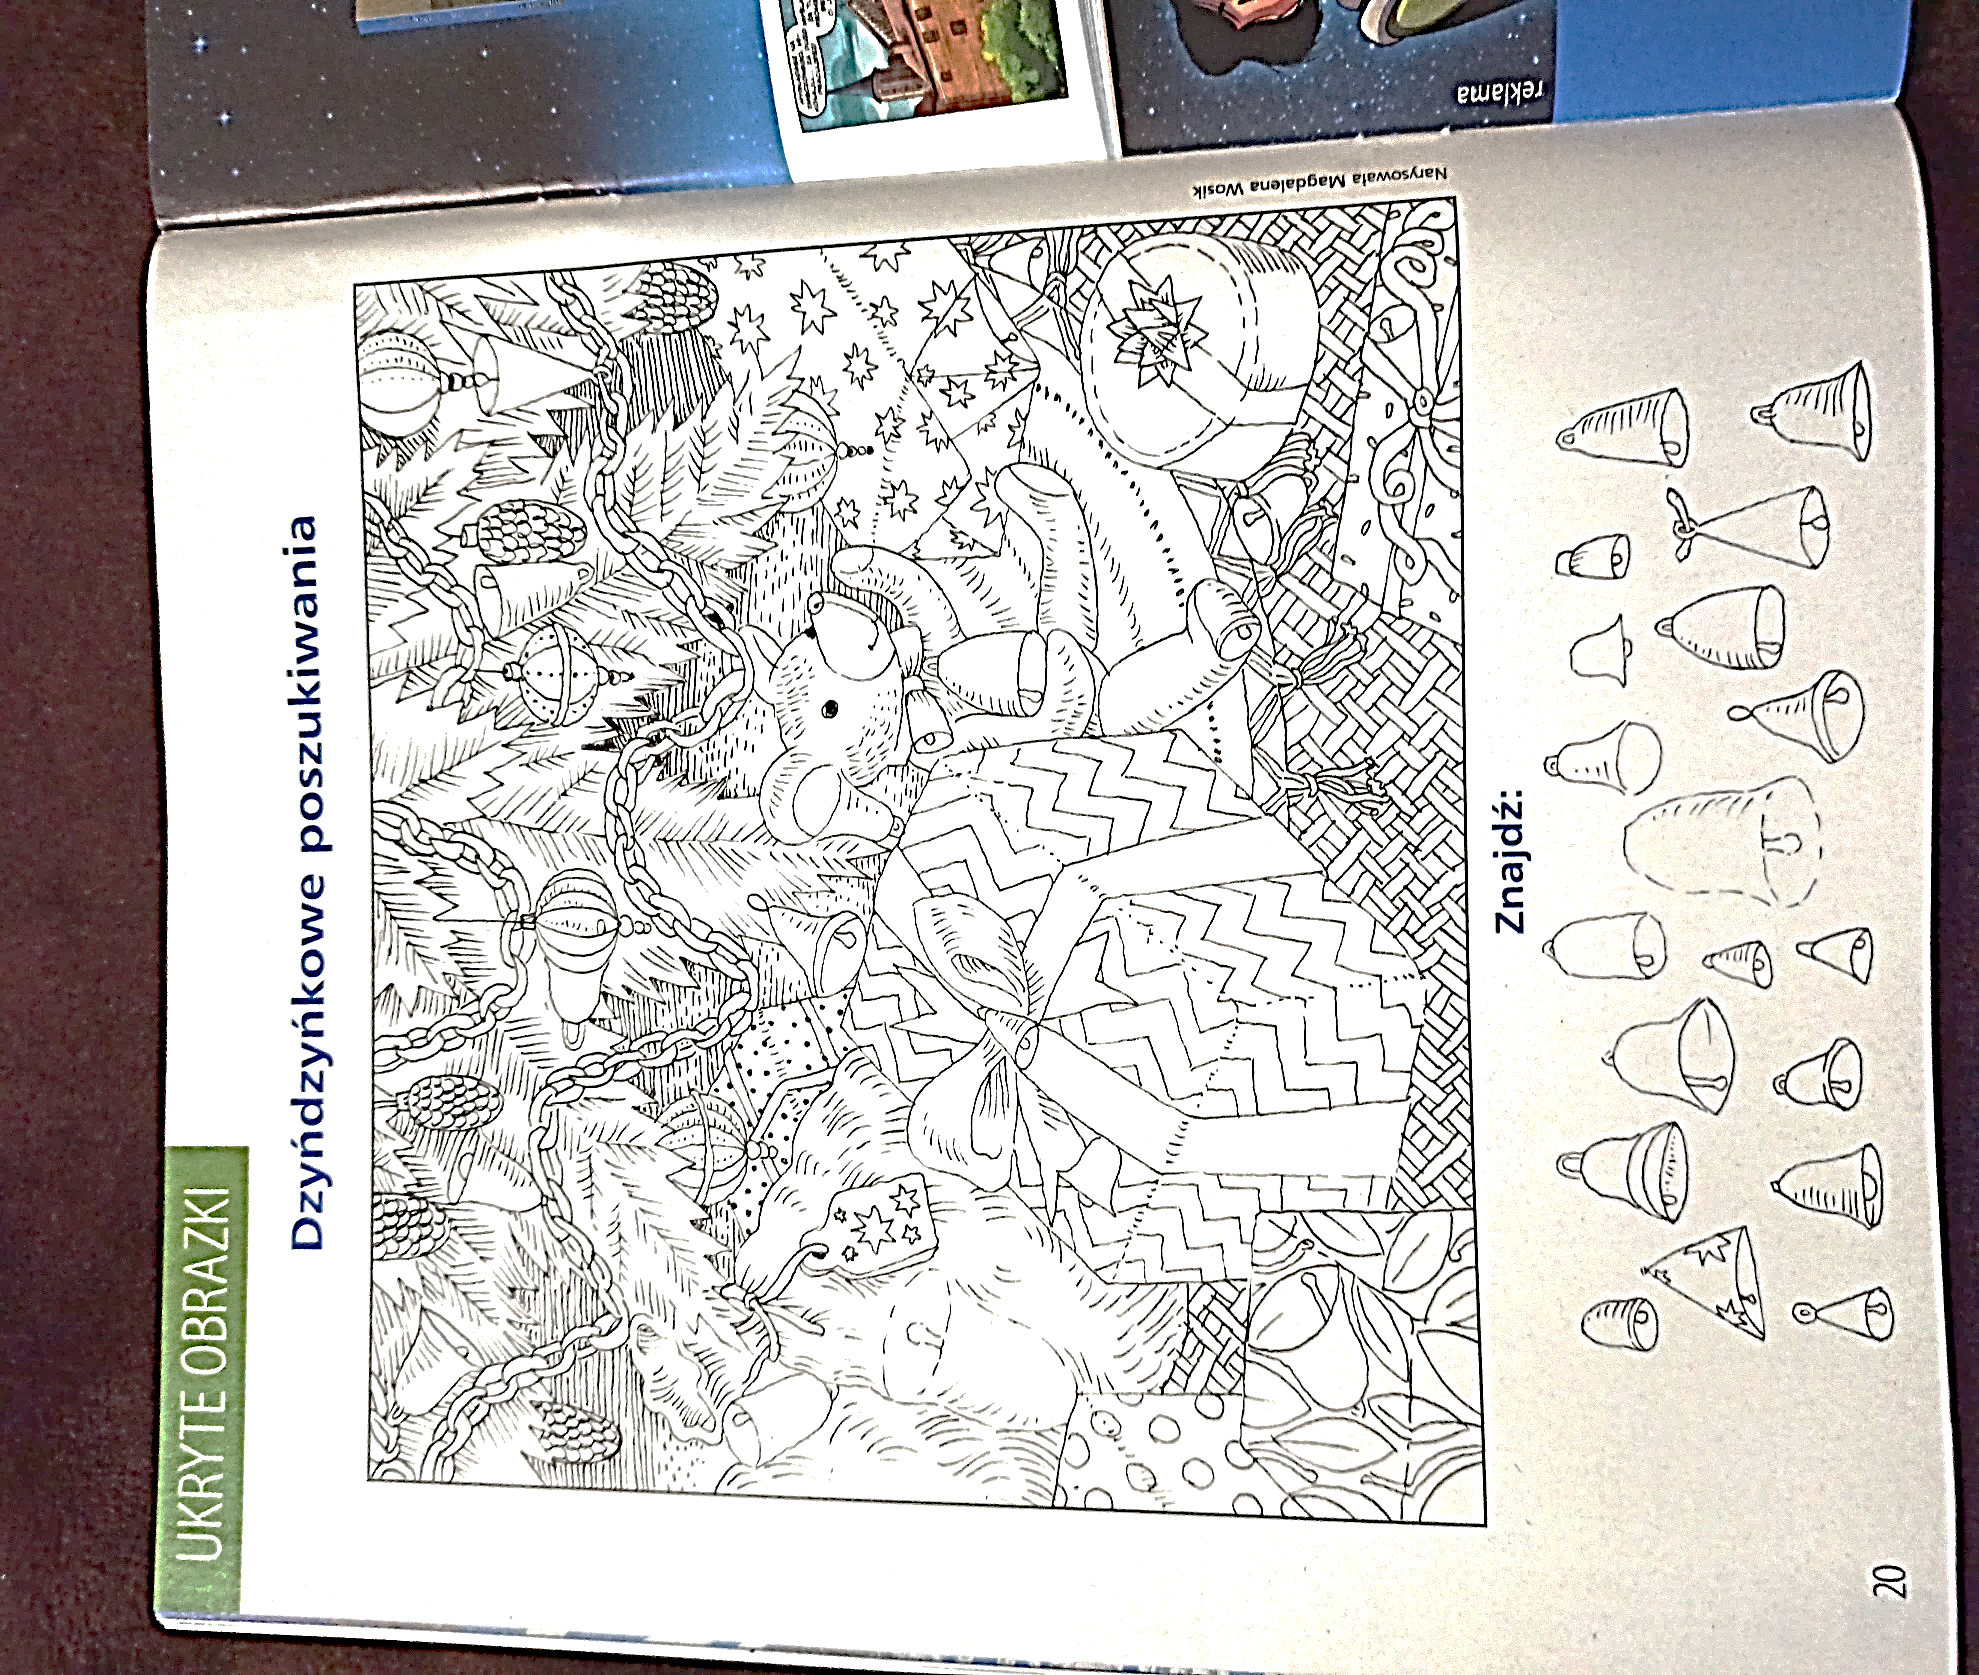 UKRYTE OBRAZKI
Dzyńdzyńkowe poszukiwania
Narysowała Magdalena Wosik
Znajdź:
20
reklama